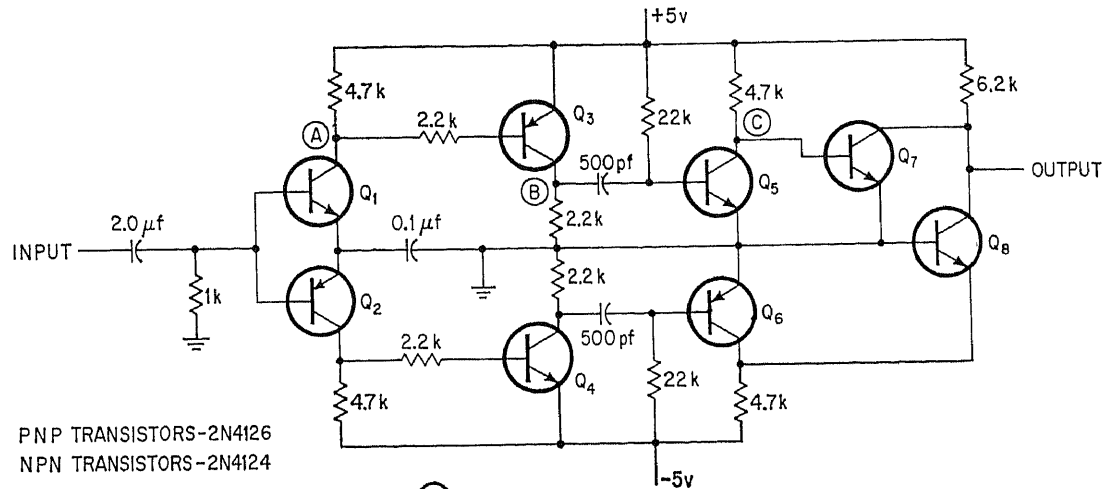 +5v
4.7k
2.2k
Q3
22k
4.7k
6.2k
A
C
500pf
Q7
B
Q1
Q5
OUTPUT
2.0μf
0.1μf
2.2k
INPUT
Q8
1k
2.2k
Q2
Q6
2.2k
500pf
Q4
22k
4.7k
4.7k
PNP TRANSISTORS-2N4126
NPN TRANSISTORS-2N4124
-5v